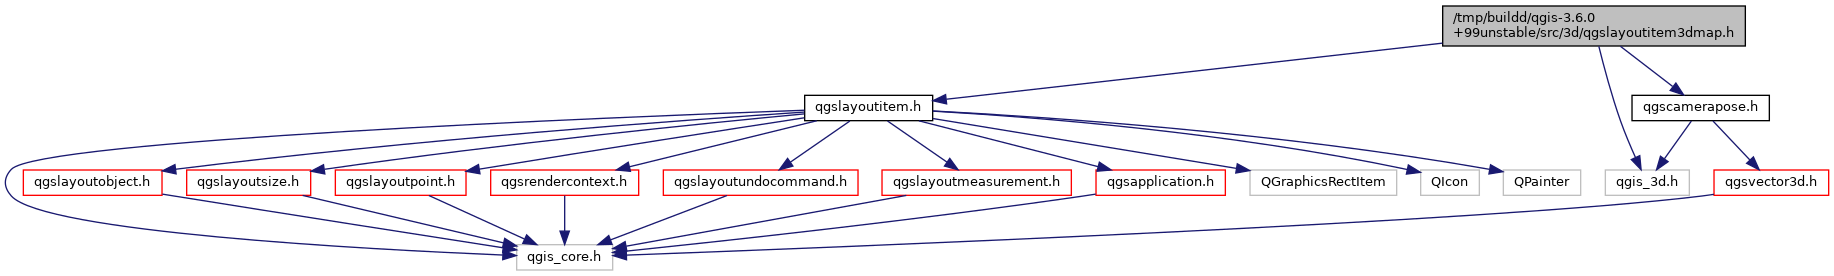 /tmp/buildd/qgis-3.6.0
+99unstable/src/3d/qgslayoutitem3dmap.h
qgslayoutitem.h
qgscamerapose.h
qgslayoutobject.h
qgslayoutsize.h
qgslayoutpoint.h
qgsrendercontext.h
qgslayoutundocommand.h
qgslayoutmeasurement.h
qgsapplication.h
QGraphicsRectItem
QIcon
QPainter
qgis_3d.h
qgsvector3d.h
qgis_core.h